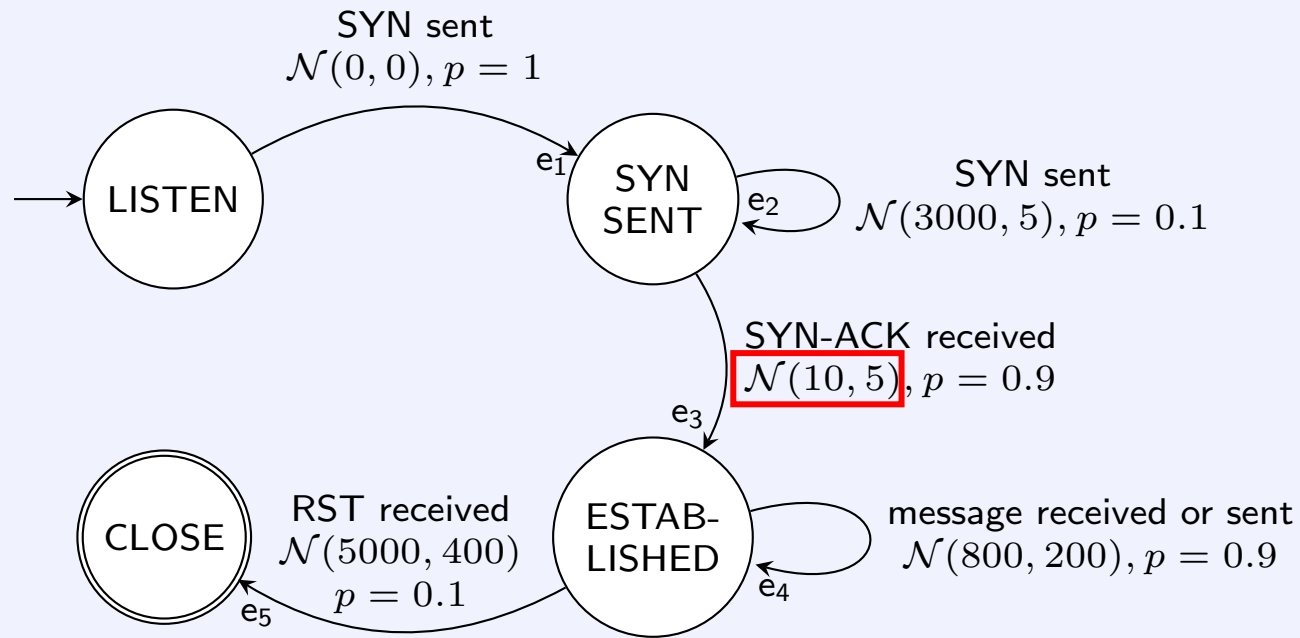 SYN sent
𝒩(0, 0), p = 1
LISTEN
e₁
SYN
SENT
e₂
SYN sent
𝒩(3000, 5), p = 0.1
SYN-ACK received
𝒩(10, 5), p = 0.9
e₃
CLOSE
RST received
𝒩(5000, 400)
p = 0.1
e₅
ESTAB-
LISHED
e₄
message received or sent
𝒩(800, 200), p = 0.9